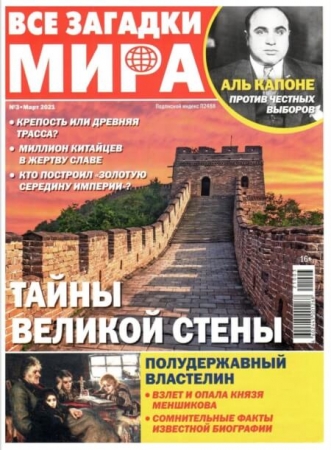 ВСЕ ЗАГАДКИ
МИРА
№3•Март 2025
Подписной индекс П2400
АЛЬ КАПОНЕ
ПРОТИВ ЧЕСТНЫХ
ВЫБОРОВ
• КРЕПОСТЬ ИЛИ ДРЕВНЯЯ
ТРАССА?
• МИЛЛИОН КИТАЙЦЕВ
В ЖЕРТВУ СЛАВЕ
• КТО ПОСТРОИЛ «ЗОЛОТУЮ
СЕРЕДИНУ ИМПЕРИИ»?
16+
ТАЙНЫ
ВЕЛИКОЙ СТЕНЫ
ПОЛУДЕРЖАВНЫЙ
ВЛАСТЕЛИН
• ВЗЛЕТ И ОПАЛА КНЯЗЯ
МЕНШИКОВА
• СОМНИТЕЛЬНЫЕ ФАКТЫ
ИЗВЕСТНОЙ БИОГРАФИИ